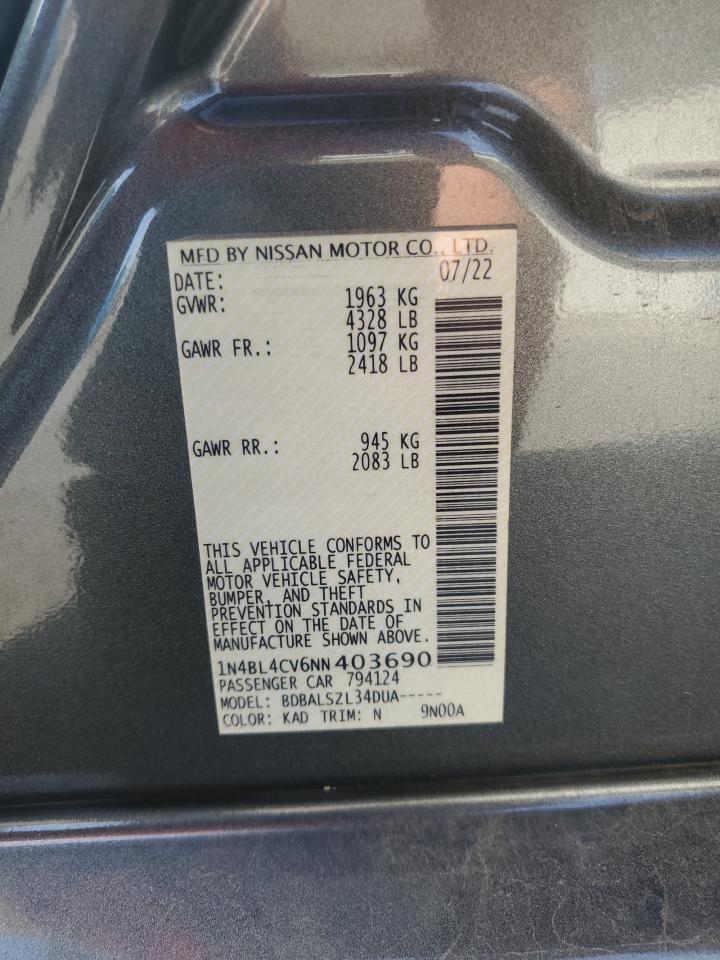 MFD BY NISSAN MOTOR CO., LTD.
DATE: 07/22
GVWR: 1963 KG
4328 LB
GAWR FR.: 1097 KG
2418 LB
GAWR RR.: 945 KG
2083 LB
THIS VEHICLE CONFORMS TO
ALL APPLICABLE FEDERAL
MOTOR VEHICLE SAFETY,
BUMPER, AND THEFT
PREVENTION STANDARDS IN
EFFECT ON THE DATE OF
MANUFACTURE SHOWN ABOVE.
1N4BL4CV6NN403690
PASSENGER CAR 794124
MODEL: BDBALSZL34DUA-----
COLOR: KAD TRIM: N 9N00A